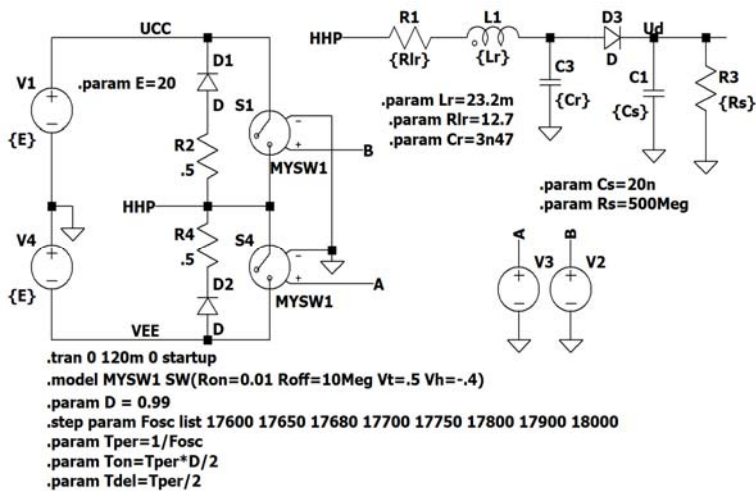 UCC
D1
V1
.param E=20
D
S1
{E}
R2
.5
B
MYSW1
HHP
V4
R4
.5
S4
{E}
D2
A
MYSW1
VEE
D
HHP
R1
L1
D3
Ud
{Rlr}
{Lr}
C3
{Cr}
D
C1
{Cs}
R3
{Rs}
.param Lr=23.2m
.param Rlr=12.7
.param Cr=3n47
.param Cs=20n
.param Rs=500Meg
A
B
V3
V2
.tran 0 120m 0 startup
.model MYSW1 SW(Ron=0.01 Roff=10Meg Vt=.5 Vh=-.4)
.param D = 0.99
.step param Fosc list 17600 17650 17680 17700 17750 17800 17900 18000
.param Tper=1/Fosc
.param Ton=Tper*D/2
.param Tdel=Tper/2